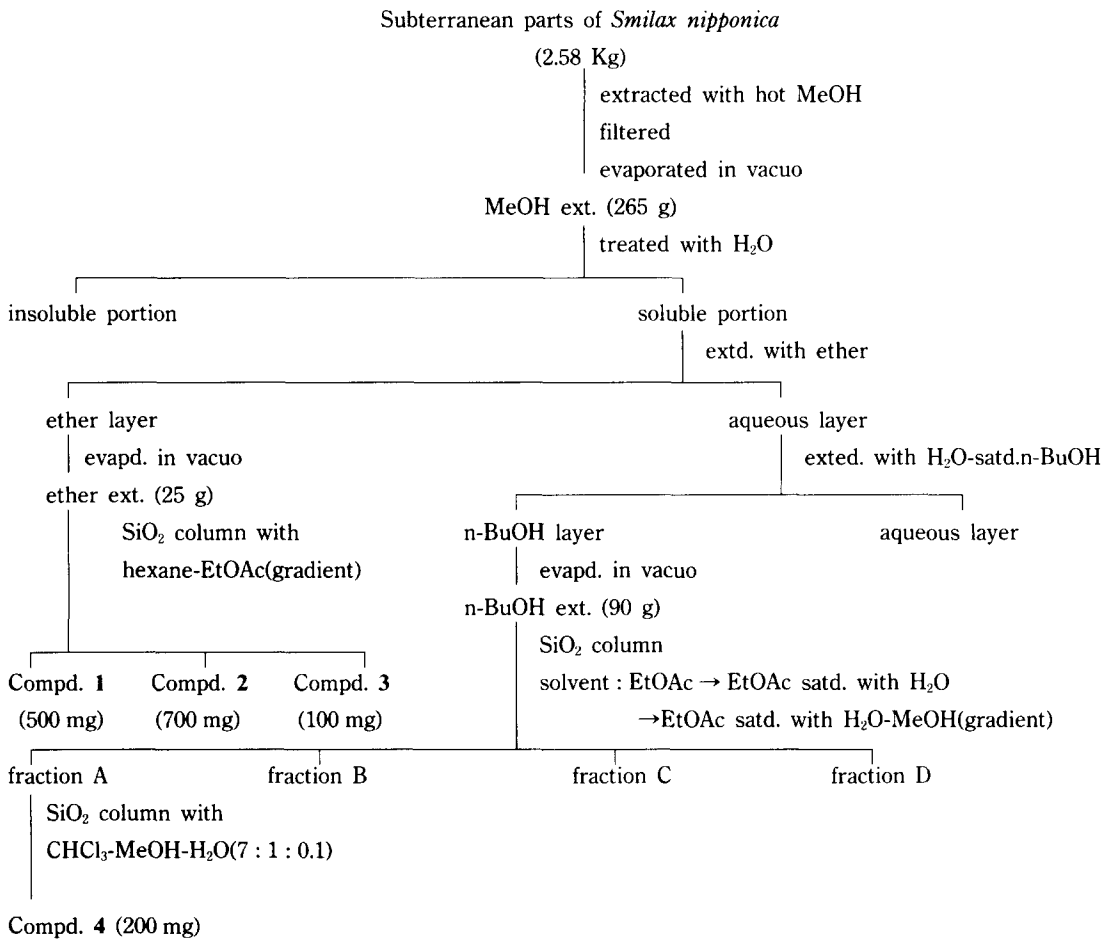 Subterranean parts of Smilax nipponica
(2.58 Kg)
extracted with hot MeOH
filtered
evaporated in vacuo
MeOH ext. (265 g)
treated with H₂O
insoluble portion
soluble portion
extd. with ether
ether layer
aqueous layer
evapd. in vacuo
exted. with H₂O-satd.n-BuOH
ether ext. (25 g)
SiO₂ column with
hexane-EtOAc(gradient)
n-BuOH layer
aqueous layer
evapd. in vacuo
n-BuOH ext. (90 g)
SiO₂ column
solvent : EtOAc → EtOAc satd. with H₂O
→EtOAc satd. with H₂O-MeOH(gradient)
Compd. 1
(500 mg)
Compd. 2
(700 mg)
Compd. 3
(100 mg)
fraction A
fraction B
fraction C
fraction D
SiO₂ column with
CHCl₃-MeOH-H₂O(7 : 1 : 0.1)
Compd. 4 (200 mg)